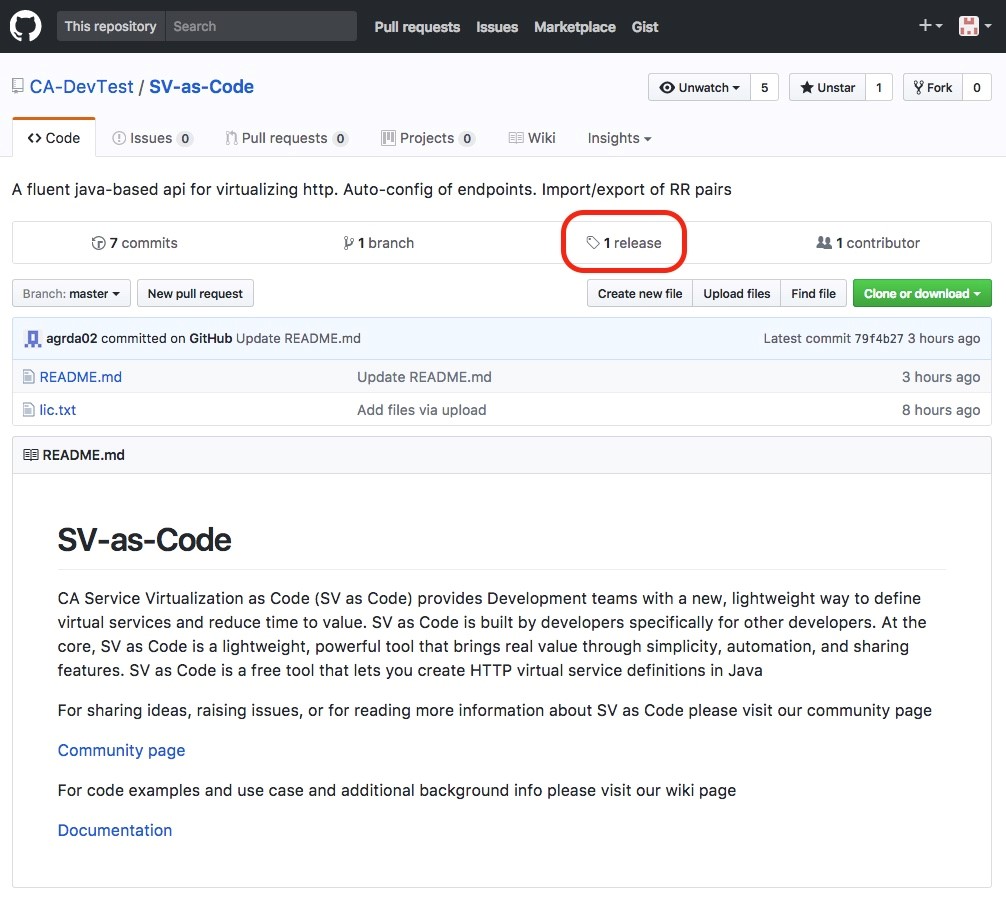 This repository Search Pull requests Issues Marketplace Gist
CA-DevTest / SV-as-Code Unwatch 5 Unstar 1 Fork 0
Code Issues 0 Pull requests 0 Projects 0 Wiki Insights
A fluent java-based api for virtualizing http. Auto-config of endpoints. Import/export of RR pairs
7 commits 1 branch 1 release 1 contributor
Branch: master New pull request Create new file Upload files Find file Clone or download
agrda02 committed on GitHub Update README.md Latest commit 79f4b27 3 hours ago
README.md Update README.md 3 hours ago
lic.txt Add files via upload 8 hours ago
README.md
SV-as-Code
CA Service Virtualization as Code (SV as Code) provides Development teams with a new, lightweight way to define
virtual services and reduce time to value. SV as Code is built by developers specifically for other developers. At the
core, SV as Code is a lightweight, powerful tool that brings real value through simplicity, automation, and sharing
features. SV as Code is a free tool that lets you create HTTP virtual service definitions in Java
For sharing ideas, raising issues, or for reading more information about SV as Code please visit our community page
Community page
For code examples and use case and additional background info please visit our wiki page
Documentation